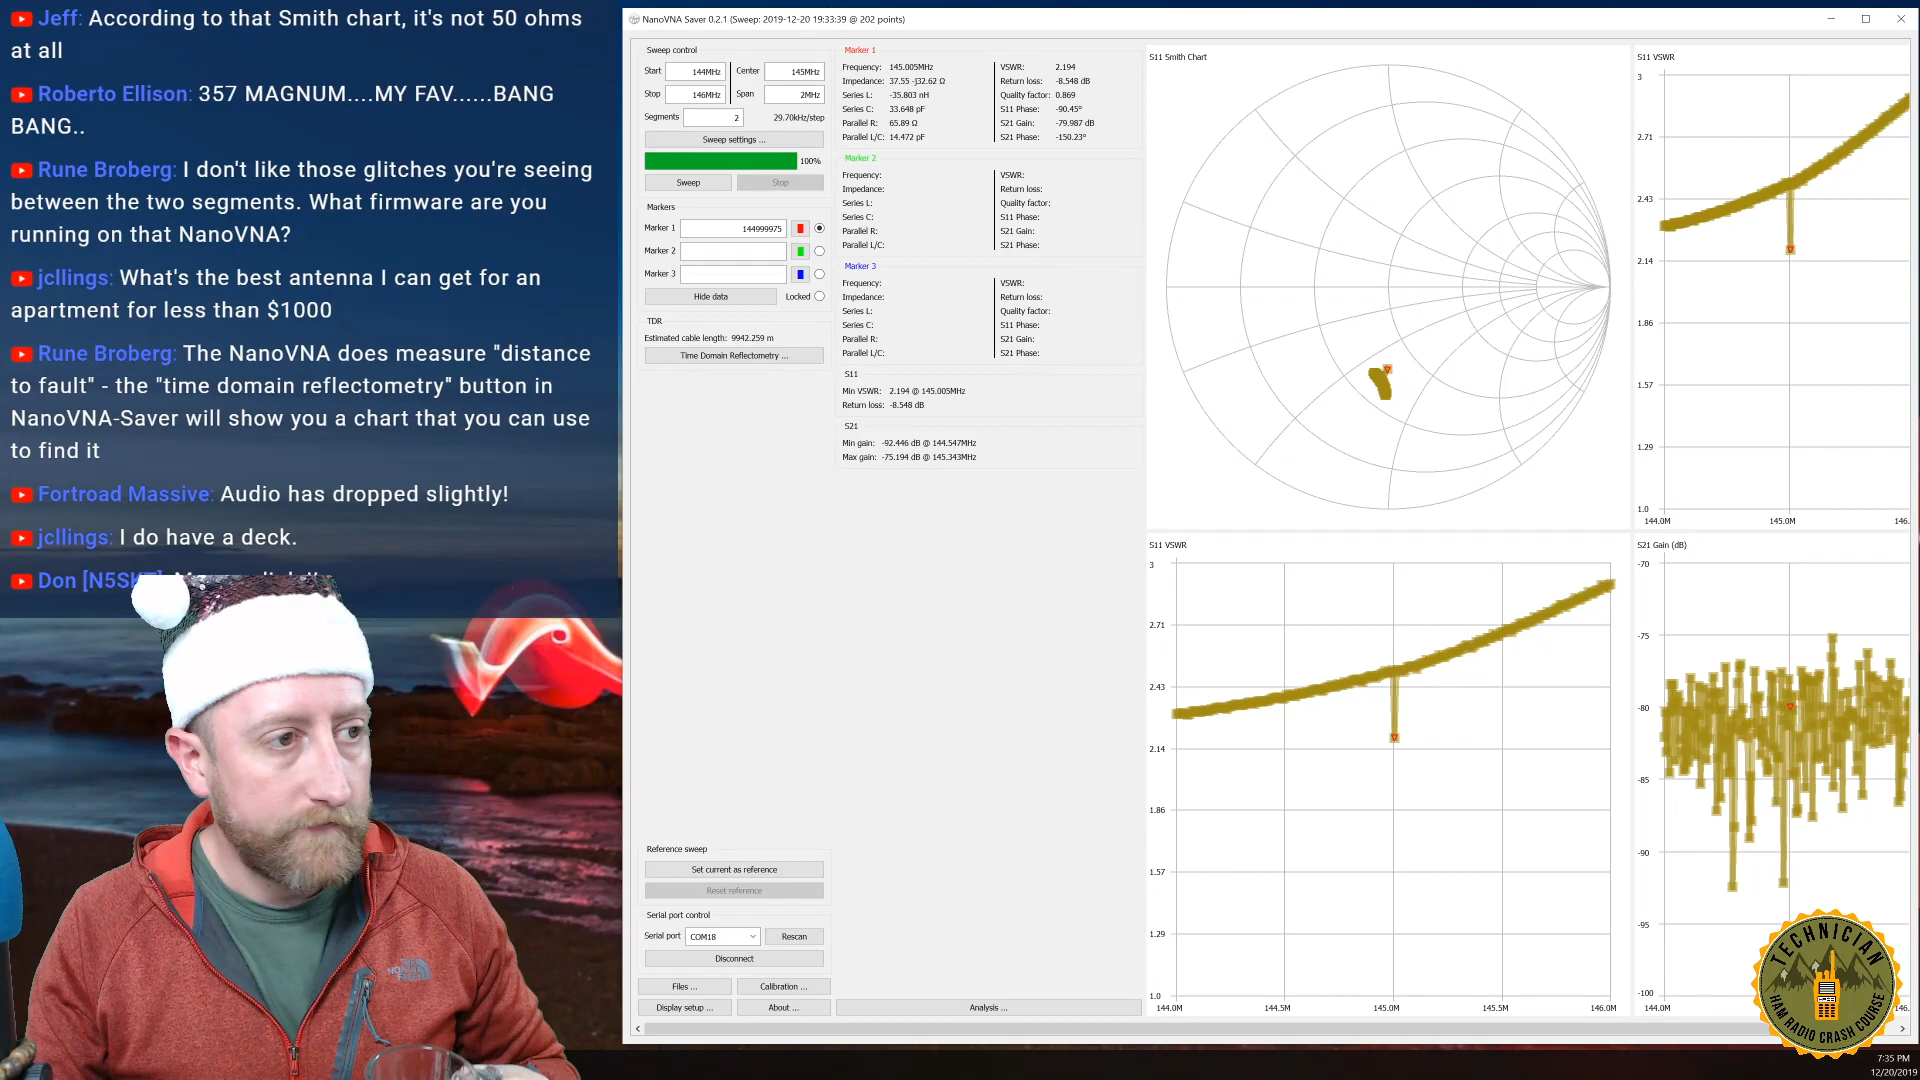 Jeff: According to that Smith chart, it's not 50 ohms
at all
Roberto Ellison: 357 MAGNUM....MY FAV......BANG
BANG..
Rune Broberg: I don't like those glitches you're seeing
between the two segments. What firmware are you
running on that NanoVNA?
jcllings: What's the best antenna I can get for an
apartment for less than $1000
Rune Broberg: The NanoVNA does measure "distance
to fault" - the "time domain reflectometry" button in
NanoVNA-Saver will show you a chart that you can use
to find it
Fortroad Massive: Audio has dropped slightly!
jcllings: I do have a deck.
Don [N5SKT]:
NanoVNA Saver 0.2.1 (Sweep: 2019-12-20 19:33:39 @ 202 points)
Sweep control
Start 144MHz Center 145MHz
Stop 146MHz Span 2MHz
Segments 2 29.70kHz/step
Sweep settings ...
100%
Sweep Stop
Markers
Marker 1 144999975
Marker 2
Marker 3
Hide data Locked
TDR
Estimated cable length: 9942.259 m
Time Domain Reflectometry ...
Reference sweep
Set current as reference
Reset reference
Serial port control
Serial port COM18 Rescan
Disconnect
Files ... Calibration ...
Display setup ... About ...
Marker 1
Frequency: 145.005MHz VSWR: 2.194
Impedance: 37.55 -j32.62 Ω Return loss: -8.548 dB
Series L: -35.803 nH Quality factor: 0.869
Series C: 33.648 pF S11 Phase: -90.45°
Parallel R: 65.89 Ω S21 Gain: -79.987 dB
Parallel L/C: 14.472 pF S21 Phase: -150.23°
Marker 2
Frequency: VSWR:
Impedance: Return loss:
Series L: Quality factor:
Series C: S11 Phase:
Parallel R: S21 Gain:
Parallel L/C: S21 Phase:
Marker 3
Frequency: VSWR:
Impedance: Return loss:
Series L: Quality factor:
Series C: S11 Phase:
Parallel R: S21 Gain:
Parallel L/C: S21 Phase:
S11
Min VSWR: 2.194 @ 145.005MHz
Return loss: -8.548 dB
S21
Min gain: -92.446 dB @ 144.547MHz
Max gain: -75.194 dB @ 145.343MHz
Analysis ...
S11 Smith Chart
S11 VSWR
3
2.71
2.43
2.14
1.86
1.57
1.29
1.0
144.0M 145.0M 146.
S11 VSWR
3
2.71
2.43
2.14
1.86
1.57
1.29
1.0
144.0M 144.5M 145.0M 145.5M 146.0M
S21 Gain (dB)
-70
-75
-80
-85
-90
-95
-100
144.0M
THE
NORTH
FACE
TECHNICIAN
HAM RADIO CRASH COURSE
7:35 PM
12/20/2019